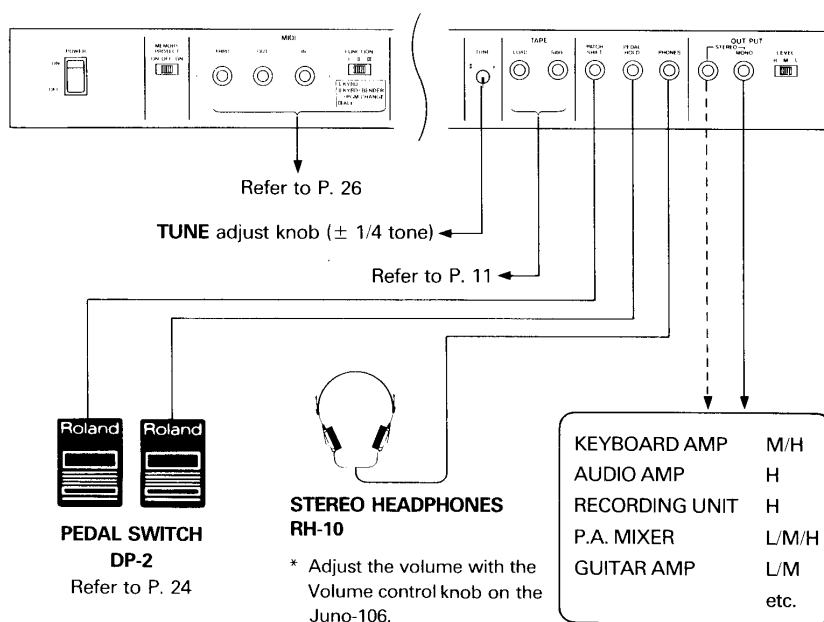 POWER
ON
OFF
MEMORY
PROTECT
ON OFF ON
MIDI
THRU OUT IN
FUNCTION
I II III
TUNE
TAPE
LOAD SAVE
PATCH
SHIFT
PEDAL
HOLD
PHONES
OUT PUT
STEREO
MONO
LEVEL
H M L
Refer to P. 26
TUNE adjust knob (± 1/4 tone)
Refer to P. 11
Roland
Roland
PEDAL SWITCH
DP-2
Refer to P. 24
STEREO HEADPHONES
RH-10
* Adjust the volume with the
Volume control knob on the
Juno-106.
KEYBOARD AMP M/H
AUDIO AMP H
RECORDING UNIT H
P.A. MIXER L/M/H
GUITAR AMP L/M
etc.